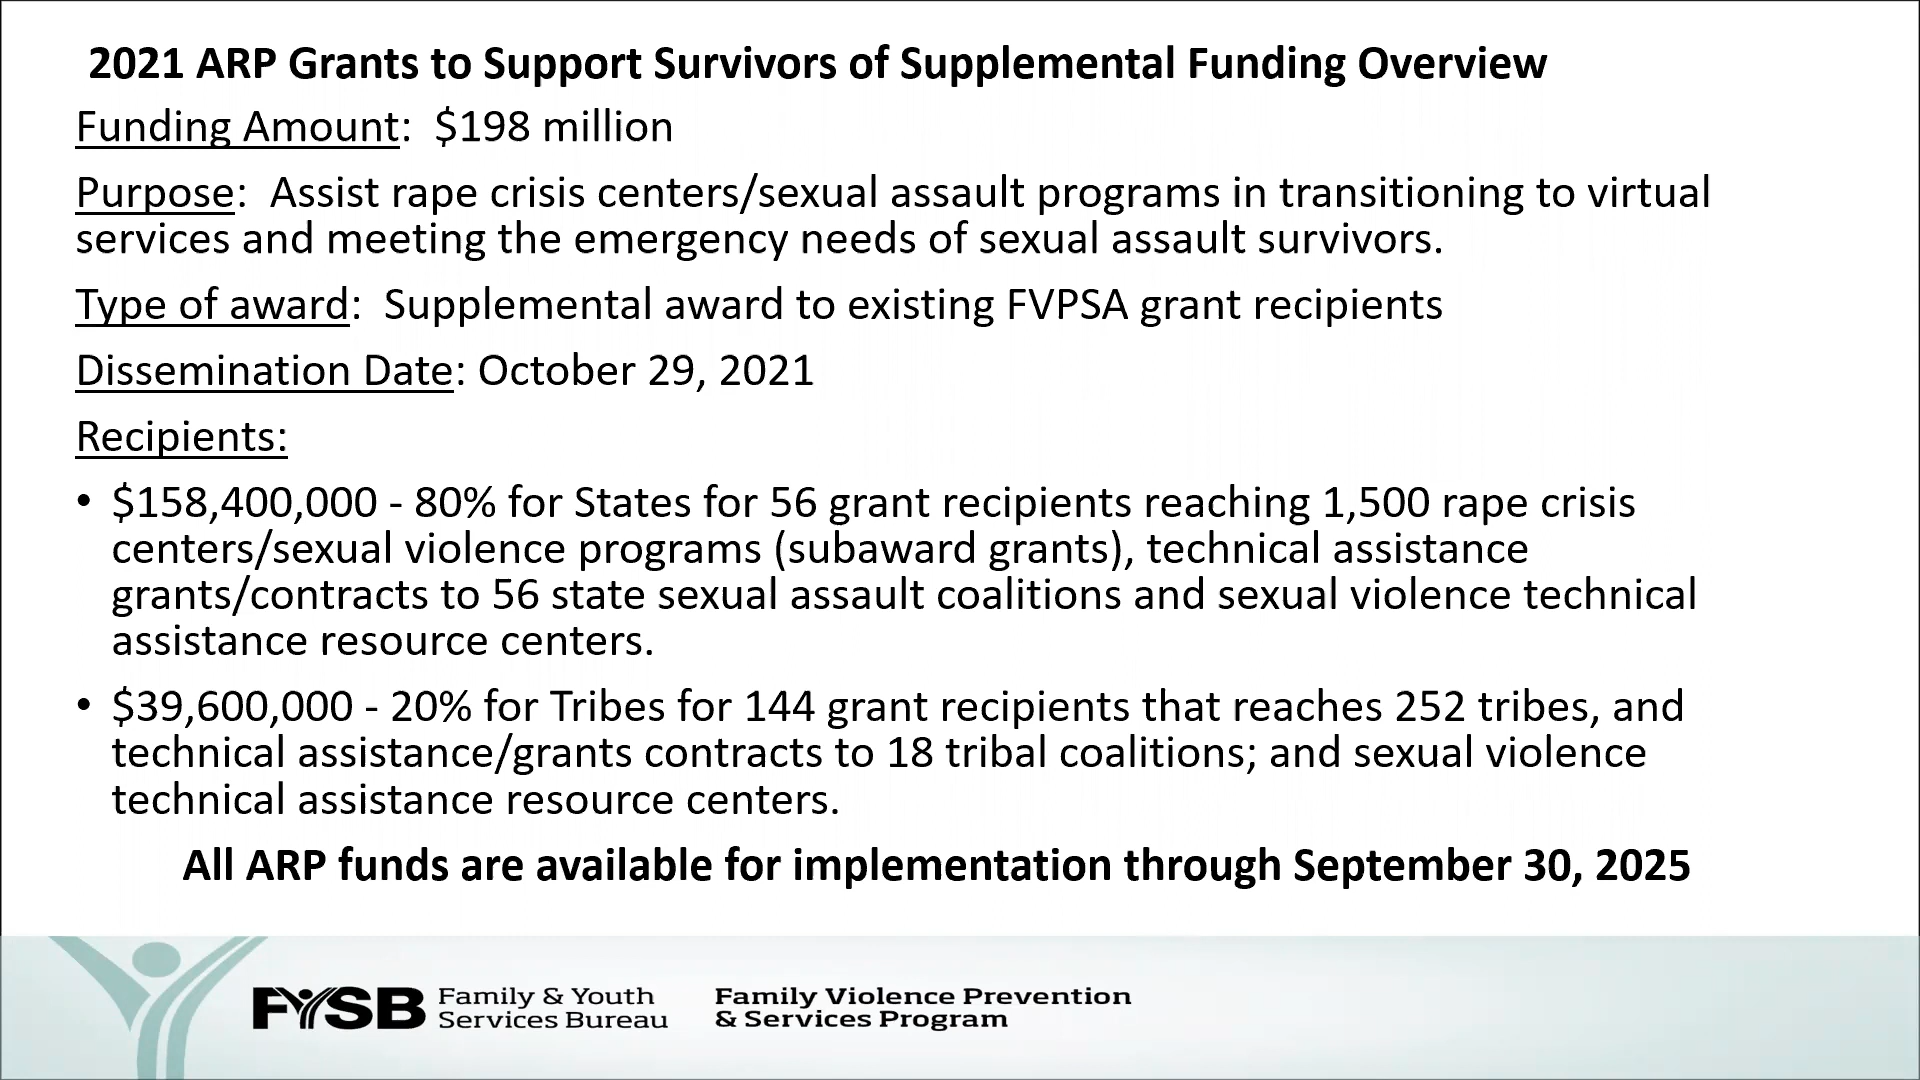 2021 ARP Grants to Support Survivors of Supplemental Funding Overview
Funding Amount:  $198 million
Purpose:  Assist rape crisis centers/sexual assault programs in transitioning to virtual
services and meeting the emergency needs of sexual assault survivors.
Type of award:  Supplemental award to existing FVPSA grant recipients
Dissemination Date: October 29, 2021
Recipients:
• $158,400,000 - 80% for States for 56 grant recipients reaching 1,500 rape crisis
centers/sexual violence programs (subaward grants), technical assistance
grants/contracts to 56 state sexual assault coalitions and sexual violence technical
assistance resource centers.
• $39,600,000 - 20% for Tribes for 144 grant recipients that reaches 252 tribes, and
technical assistance/grants contracts to 18 tribal coalitions; and sexual violence
technical assistance resource centers.
All ARP funds are available for implementation through September 30, 2025
FYSB
Family & Youth
Services Bureau
Family Violence Prevention
& Services Program